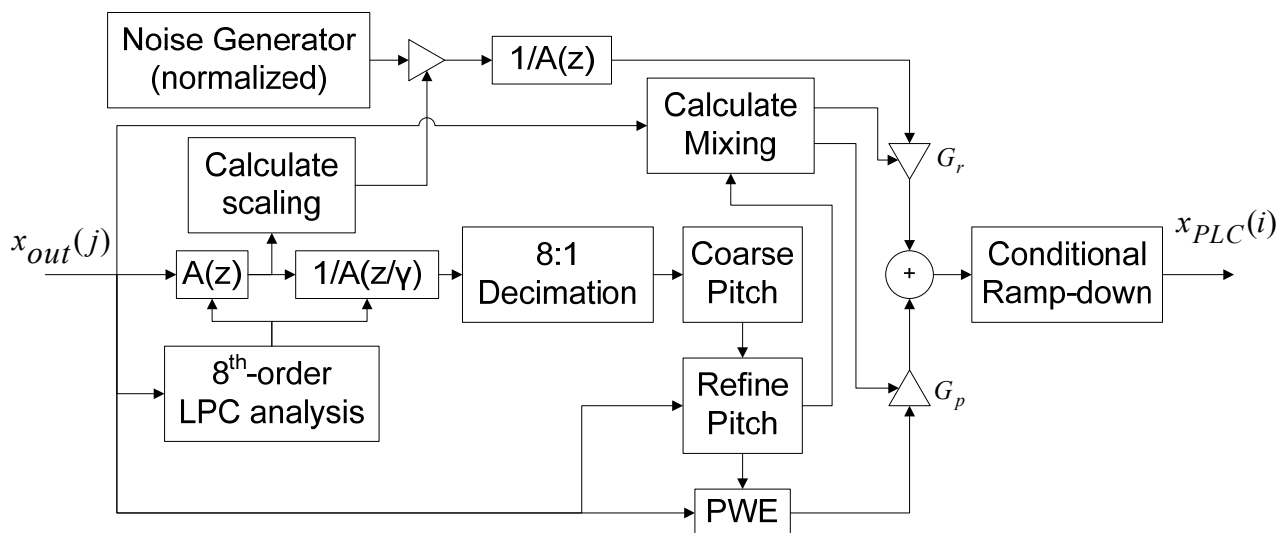 Noise Generator
(normalized)
1/A(z)
Calculate
Mixing
G_r
Calculate
scaling
x_out(j)
A(z)
1/A(z/γ)
8:1
Decimation
Coarse
Pitch
+
Conditional
Ramp-down
x_PLC(i)
8th-order
LPC analysis
Refine
Pitch
G_p
PWE